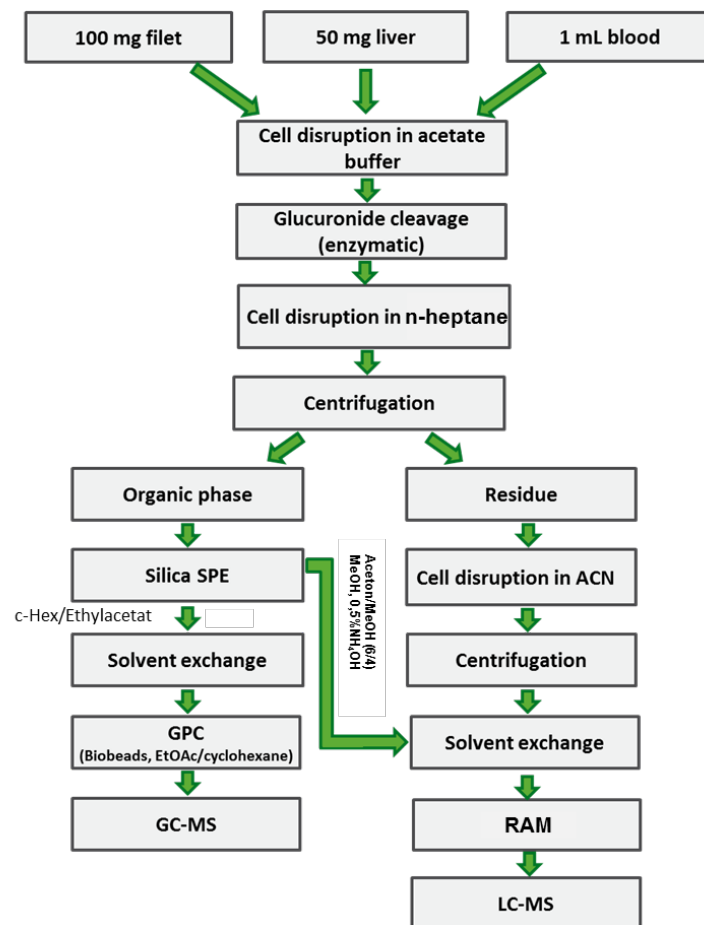 100 mg filet
50 mg liver
1 mL blood
Cell disruption in acetate
buffer
Glucuronide cleavage
(enzymatic)
Cell disruption in n-heptane
Centrifugation
Organic phase
Residue
Silica SPE
Aceton/MeOH (6/4)
MeOH, 0,5%NH₄OH
Cell disruption in ACN
c-Hex/Ethylacetat
Solvent exchange
Centrifugation
GPC
(Biobeads, EtOAc/cyclohexane)
Solvent exchange
GC-MS
RAM
LC-MS